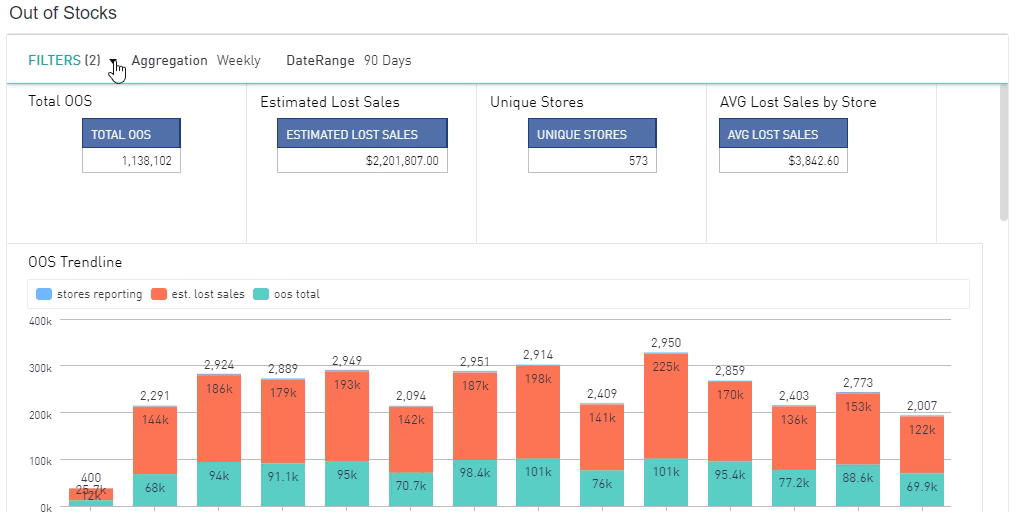 Out of Stocks
FILTERS (2) Aggregation Weekly DateRange 90 Days
Total OOS Estimated Lost Sales Unique Stores AVG Lost Sales by Store
TOTAL OOS ESTIMATED LOST SALES UNIQUE STORES AVG LOST SALES
1,138,102 $2,201,807.00 573 $3,842.60
OOS Trendline
stores reporting est. lost sales oos total
400k
300k
200k
100k
0k
400 2,291 2,924 2,889 2,949 2,094 2,951 2,914 2,409 2,950 2,859 2,403 2,773 2,007
25.7k 144k 186k 179k 193k 142k 187k 198k 141k 225k 170k 136k 153k 122k
12k 68k 94k 91.1k 95k 70.7k 98.4k 101k 76k 101k 95.4k 77.2k 88.6k 69.9k